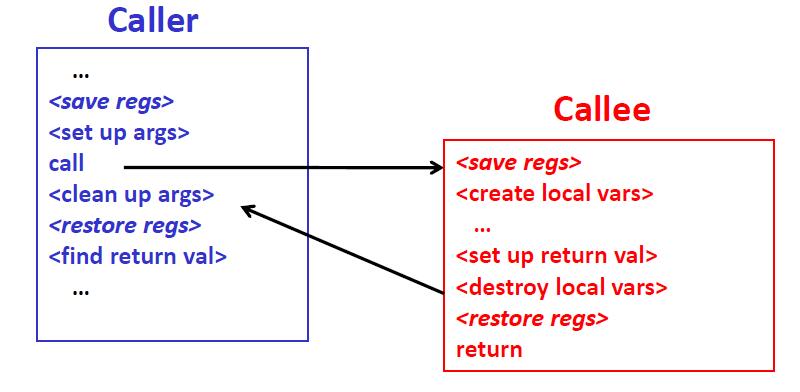 Caller
...
<save regs>
<set up args>
call
<clean up args>
<restore regs>
<find return val>
...
Callee
<save regs>
<create local vars>
...
<set up return val>
<destroy local vars>
<restore regs>
return